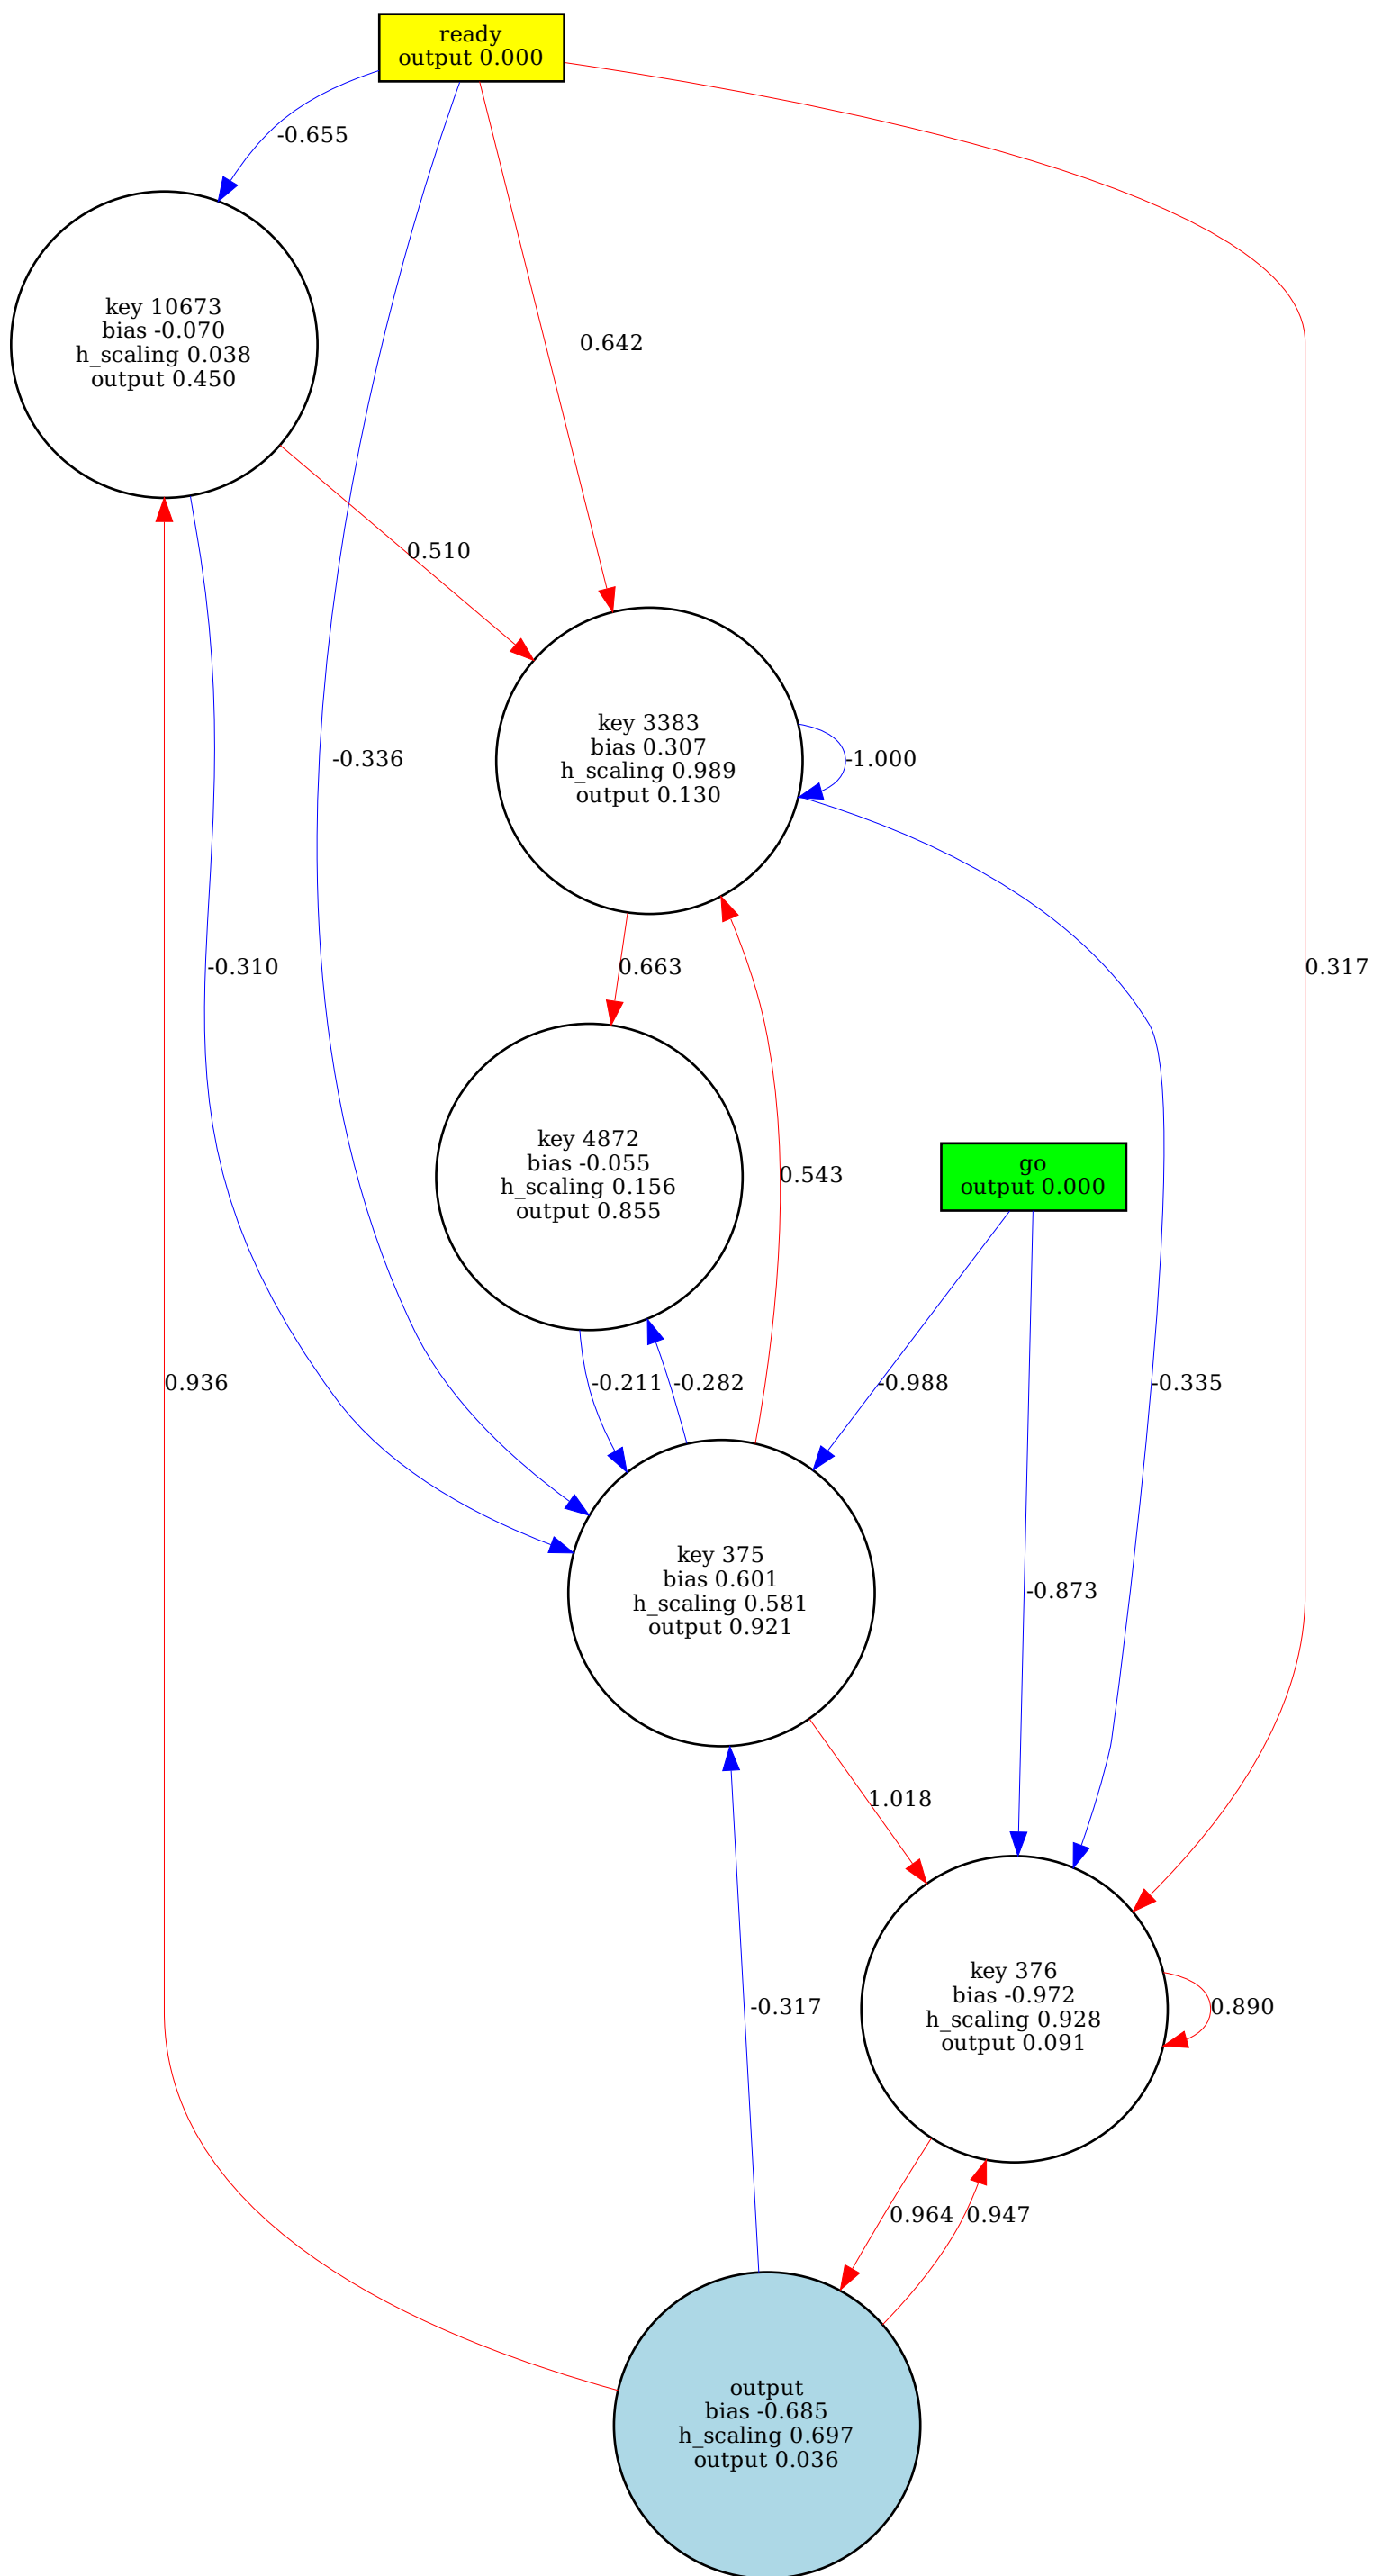 ready
output 0.000
-0.655
key 10673
bias -0.070
h_scaling 0.038
output 0.450
0.642
0.510
key 3383
bias 0.307
h_scaling 0.989
output 0.130
-0.336
-1.000
-0.310
0.663
0.317
key 4872
bias -0.055
h_scaling 0.156
output 0.855
0.543
go
output 0.000
0.936
-0.211
-0.282
-0.988
-0.335
key 375
bias 0.601
h_scaling 0.581
output 0.921
-0.873
1.018
key 376
bias -0.972
h_scaling 0.928
output 0.091
-0.317
0.890
0.964
0.947
output
bias -0.685
h_scaling 0.697
output 0.036